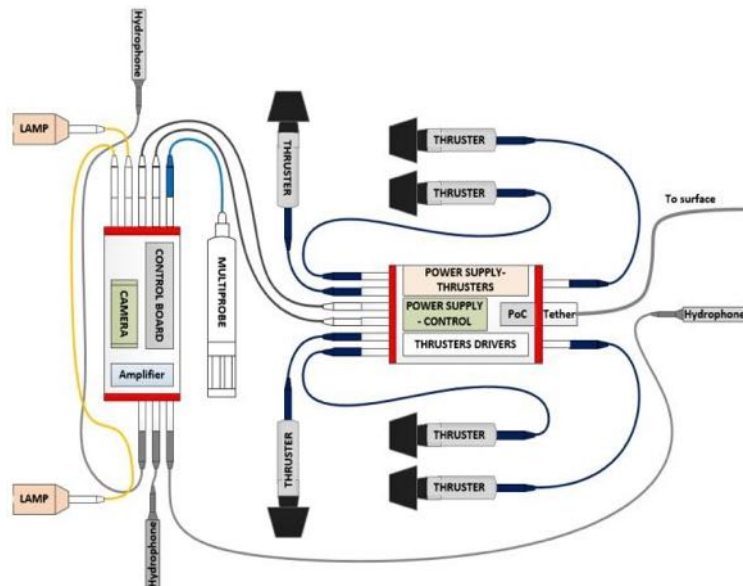 Hydrophone
LAMP
THRUSTER
THRUSTER
THRUSTER
To surface
CONTROL BOARD
CAMERA
MULTIPROBE
Amplifier
POWER SUPPLY-
THRUSTERS
POWER SUPPLY
- CONTROL
PoC
Tether
THRUSTERS DRIVERS
Hydrophone
THRUSTER
THRUSTER
THRUSTER
LAMP
Hydrophone